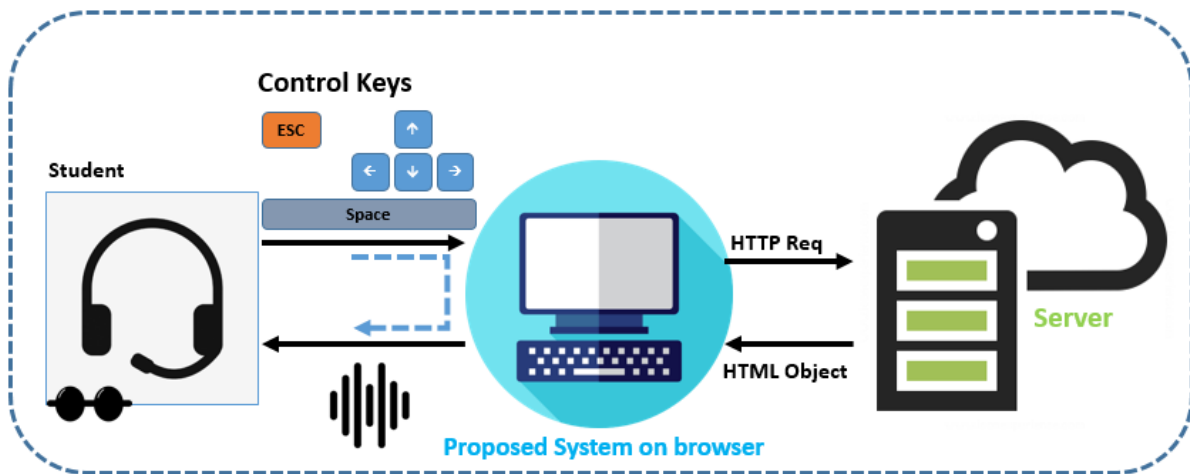 Control Keys
ESC
↑
Student
← ↓ →
Space
HTTP Req
Server
HTML Object
Proposed System on browser